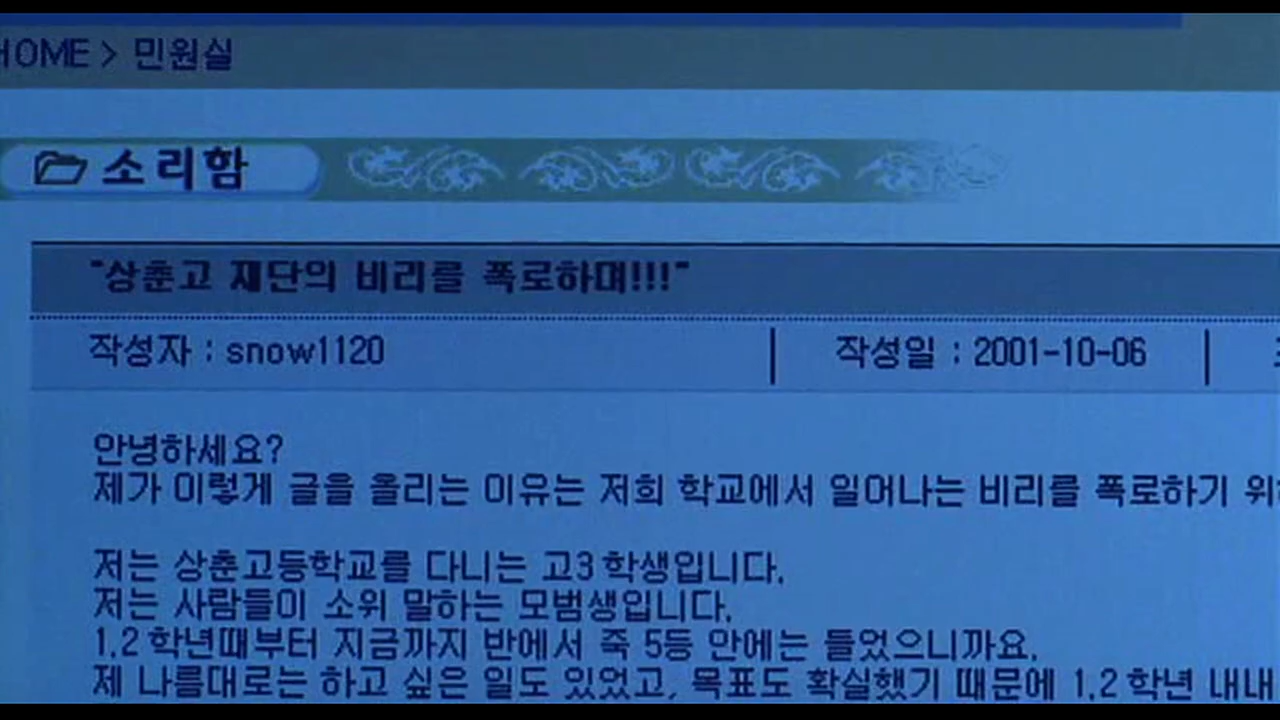 HOME > 민원실
소리함
"상춘고 재단의 비리를 폭로하며!!!"
작성자 : snow1120 작성일 : 2001-10-06
안녕하세요?
제가 이렇게 글을 올리는 이유는 저희 학교에서 일어나는 비리를 폭로하기
저는 상춘고등학교를 다니는 고3 학생입니다.
저는 사람들이 소위 말하는 모범생입니다.
1,2 학년때부터 지금까지 반에서 죽 5등 안에는 들었으니까요.
제 나름대로는 하고 싶은 일도 있었고, 목표도 확실했기 때문에 1,2 학년 내내